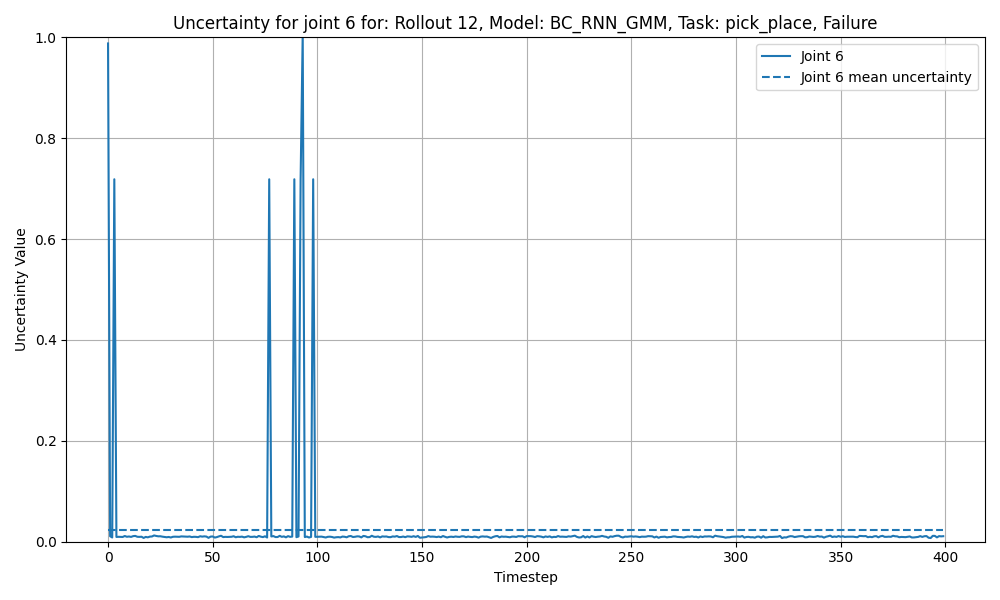 Uncertainty for joint 6 for: Rollout 12, Model: BC_RNN_GMM, Task: pick_place, Failure
Joint 6
Joint 6 mean uncertainty
Uncertainty Value
1.0
0.8
0.6
0.4
0.2
0.0
0 50 100 150 200 250 300 350 400
Timestep